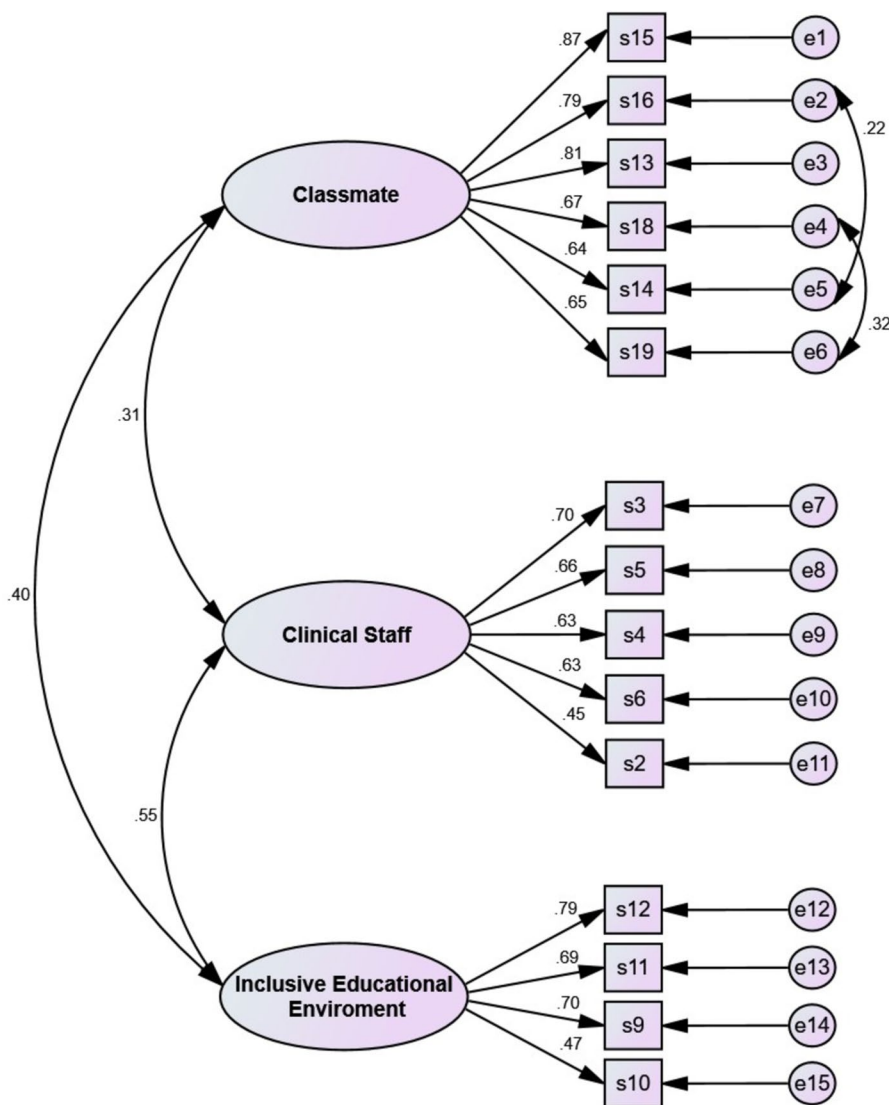 .87
s15
e1
.79
s16
e2
.22
.81
s13
e3
Classmate
.67
s18
e4
.64
s14
e5
.65
.32
s19
e6
.31
.70
s3
e7
.66
s5
e8
.40
Clinical Staff
.63
s4
e9
.63
s6
e10
.45
s2
e11
.55
.79
s12
e12
.69
s11
e13
Inclusive Educational
Enviroment
.70
s9
e14
.47
s10
e15